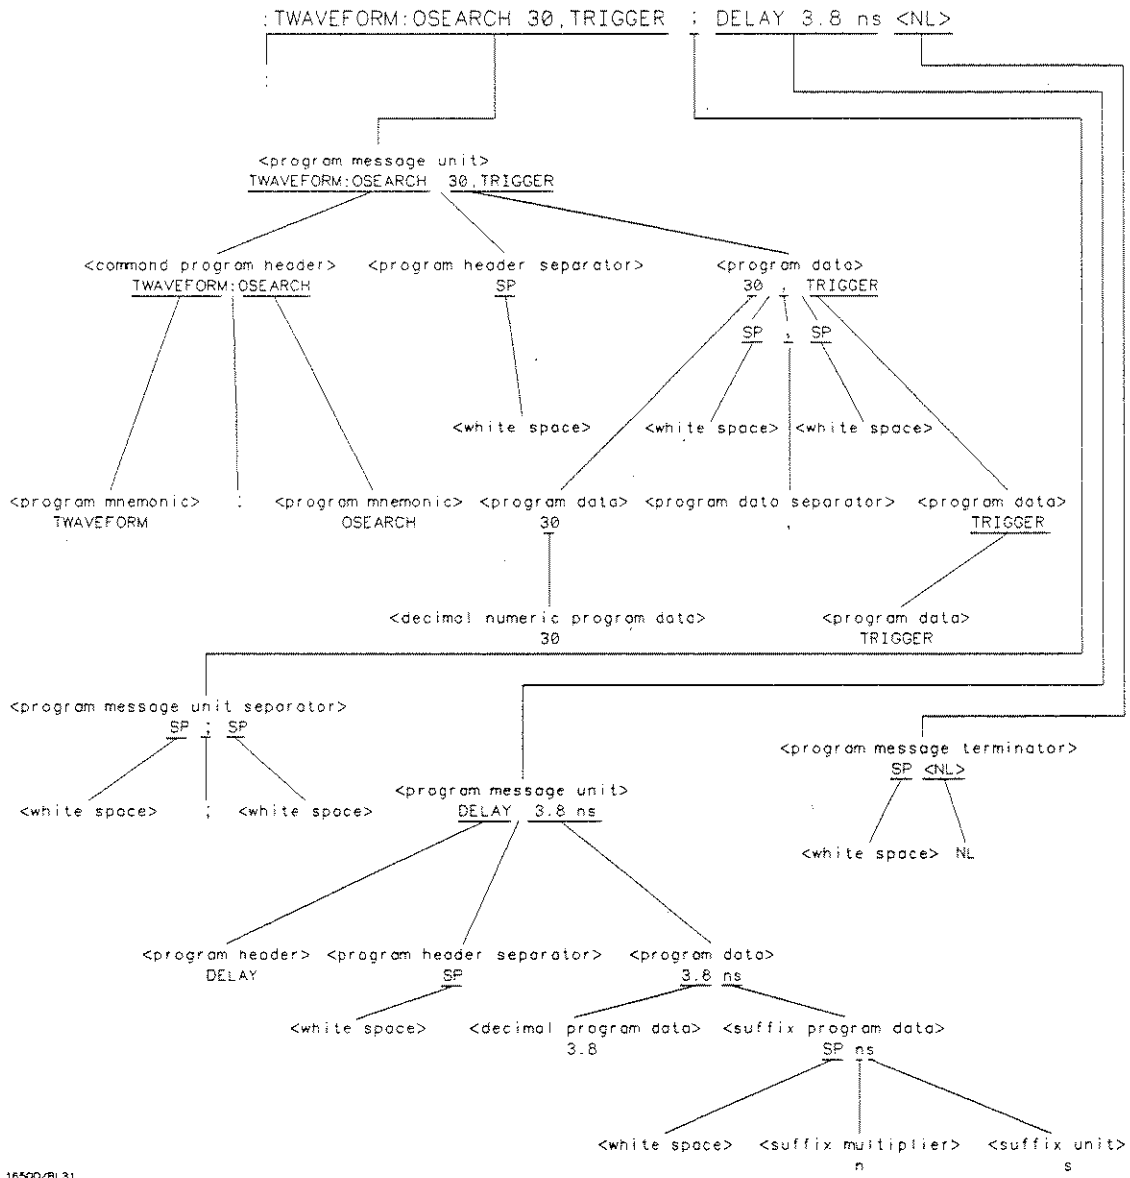 :TWAVEFORM:OSEARCH 30,TRIGGER ; DELAY 3.8 ns <NL>
:
<program message unit>
TWAVEFORM:OSEARCH 30,TRIGGER
<command program header> <program header separator> <program data>
TWAVEFORM:OSEARCH SP 30 , TRIGGER
SP , SP
<white space> <white space> <white space>
<program mnemonic> : <program mnemonic> <program data> <program data separator> <program data>
TWAVEFORM OSEARCH 30 , TRIGGER
<decimal numeric program data> <program data>
30 TRIGGER
<program message unit separator>
SP ; SP
<program message terminator>
SP <NL>
<white space> ; <white space>
<program message unit>
DELAY 3.8 ns
<white space> NL
<program header> <program header separator> <program data>
DELAY SP 3.8 ns
<white space> <decimal program data> <suffix program data>
3.8 SP ns
<white space> <suffix multiplier> <suffix unit>
n s
16500/BL31